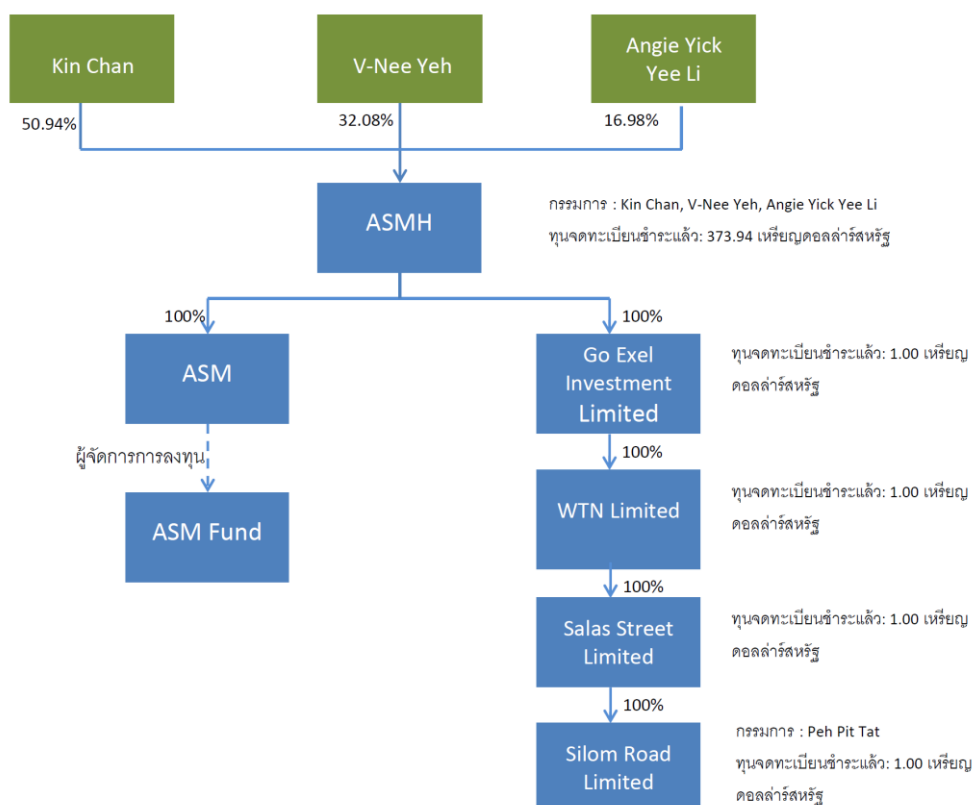 Kin Chan
V-Nee Yeh
Angie Yick
Yee Li
50.94%
32.08%
16.98%
ASMH
กรรมการ : Kin Chan, V-Nee Yeh, Angie Yick Yee Li
ทุนจดทะเบียนชำระแล้ว: 373.94 เหรียญดอลล่าร์สหรัฐ
100%
100%
ASM
Go Exel
Investment
Limited
ทุนจดทะเบียนชำระแล้ว: 1.00 เหรียญ
ดอลล่าร์สหรัฐ
ผู้จัดการการลงทุน
100%
ASM Fund
WTN Limited
ทุนจดทะเบียนชำระแล้ว: 1.00 เหรียญ
ดอลล่าร์สหรัฐ
100%
Salas Street
Limited
ทุนจดทะเบียนชำระแล้ว: 1.00 เหรียญ
ดอลล่าร์สหรัฐ
100%
Silom Road
Limited
กรรมการ : Peh Pit Tat
ทุนจดทะเบียนชำระแล้ว: 1.00 เหรียญ
ดอลล่าร์สหรัฐ